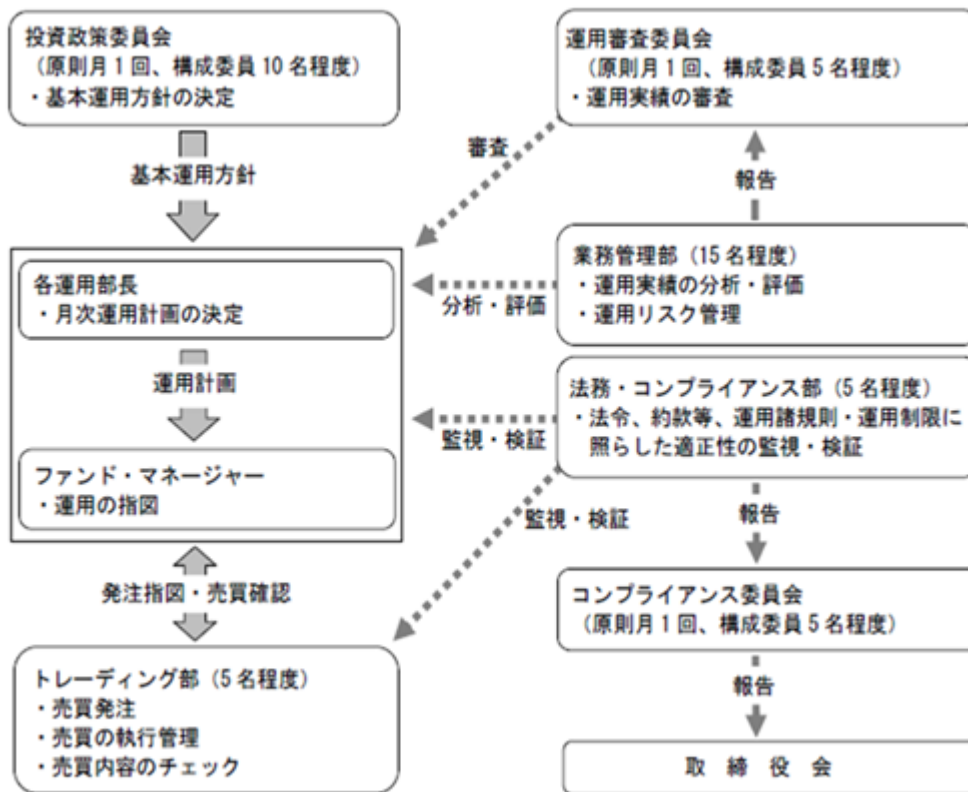 投資政策委員会
(原則月1回、構成委員10名程度)
・基本運用方針の決定
基本運用方針
各運用部長
・月次運用計画の決定
運用計画
ファンド・マネージャー
・運用の指図
発注指図・売買確認
トレーディング部(5名程度)
・売買発注
・売買の執行管理
・売買内容のチェック
運用審査委員会
(原則月1回、構成委員5名程度)
・運用実績の審査
審査
報告
業務管理部(15名程度)
・運用実績の分析・評価
・運用リスク管理
分析・評価
法務・コンプライアンス部(5名程度)
・法令、約款等、運用諸規則・運用制限に
照らした適正性の監視・検証
監視・検証
監視・検証
報告
コンプライアンス委員会
(原則月1回、構成委員5名程度)
報告
取 締 役 会